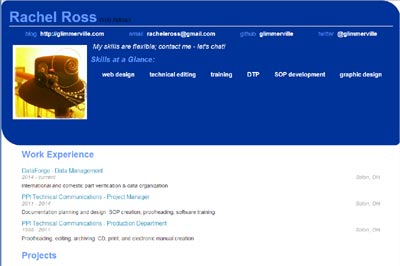 Rachel Ross
blog http://glimmerville.com email racheleross@gmail.com github glimmerville twitter @glimmerville
My skills are flexible; contact me - let's chat!
Skills at a Glance:
web design technical editing training DTP SOP development graphic design
Work Experience
DataForge - Data Management
2014 - current Solon, OH
International and domestic part verification & data organization
PPI Technical Communications - Project Manager
2011 - 2014 Solon, OH
Documentation planning and design, SOP creation, proofreading, software training
PPI Technical Communications - Production Department
2011 Solon, OH
Proofreading, editing, archiving, CD, print, and electronic manual creation
Projects